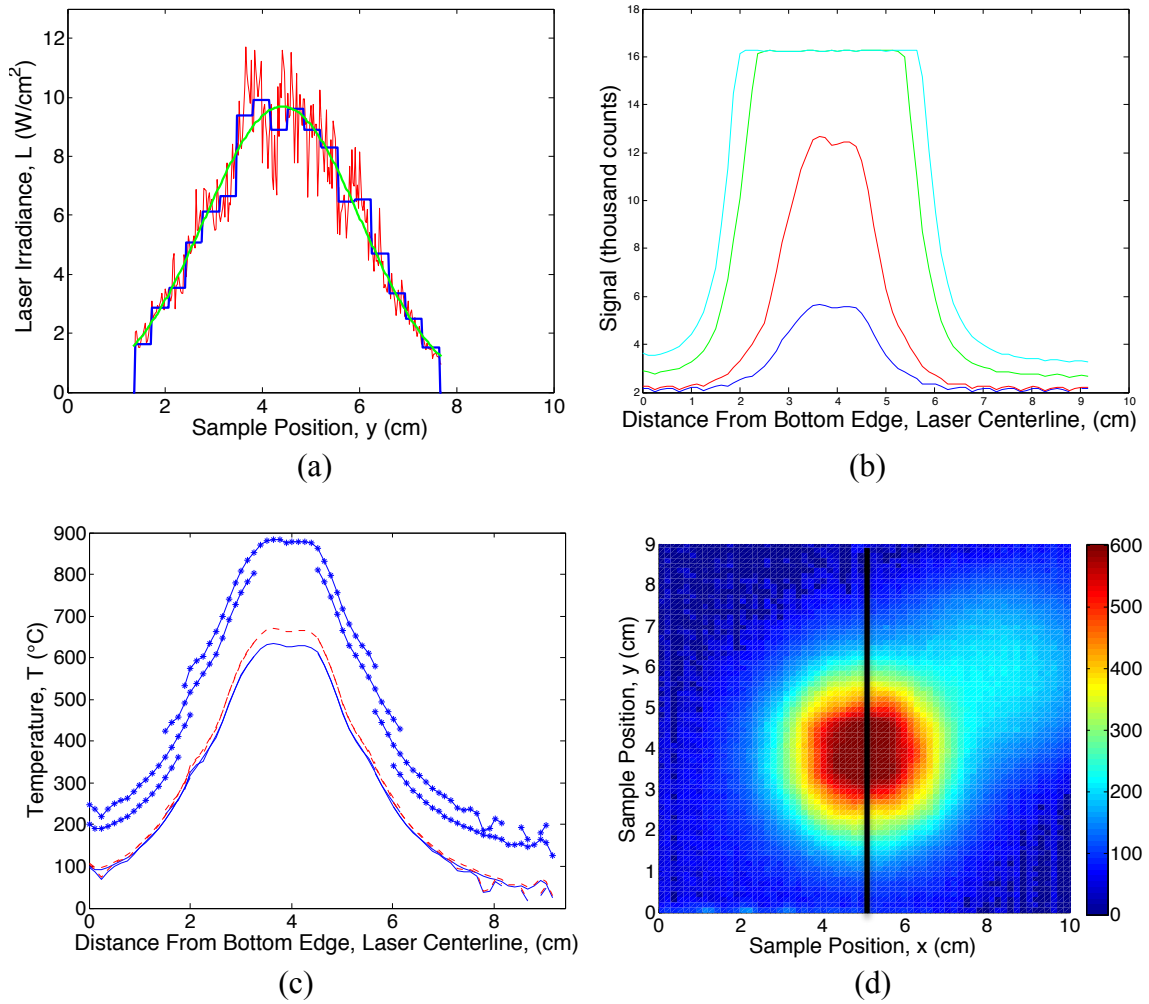 12
10
8
6
4
2
0
Laser Irradiance, L (W/cm²)
0 2 4 6 8 10
Sample Position, y (cm)
(a)
18
16
14
12
10
8
6
4
2
Signal (thousand counts)
0 1 2 3 4 5 6 7 8 9 10
Distance From Bottom Edge, Laser Centerline, (cm)
(b)
900
800
700
600
500
400
300
200
100
0
Temperature, T (°C)
0 2 4 6 8
Distance From Bottom Edge, Laser Centerline, (cm)
(c)
9
8
7
6
5
4
3
2
1
0
Sample Position, y (cm)
0 2 4 6 8 10
Sample Position, x (cm)
600
500
400
300
200
100
0
(d)